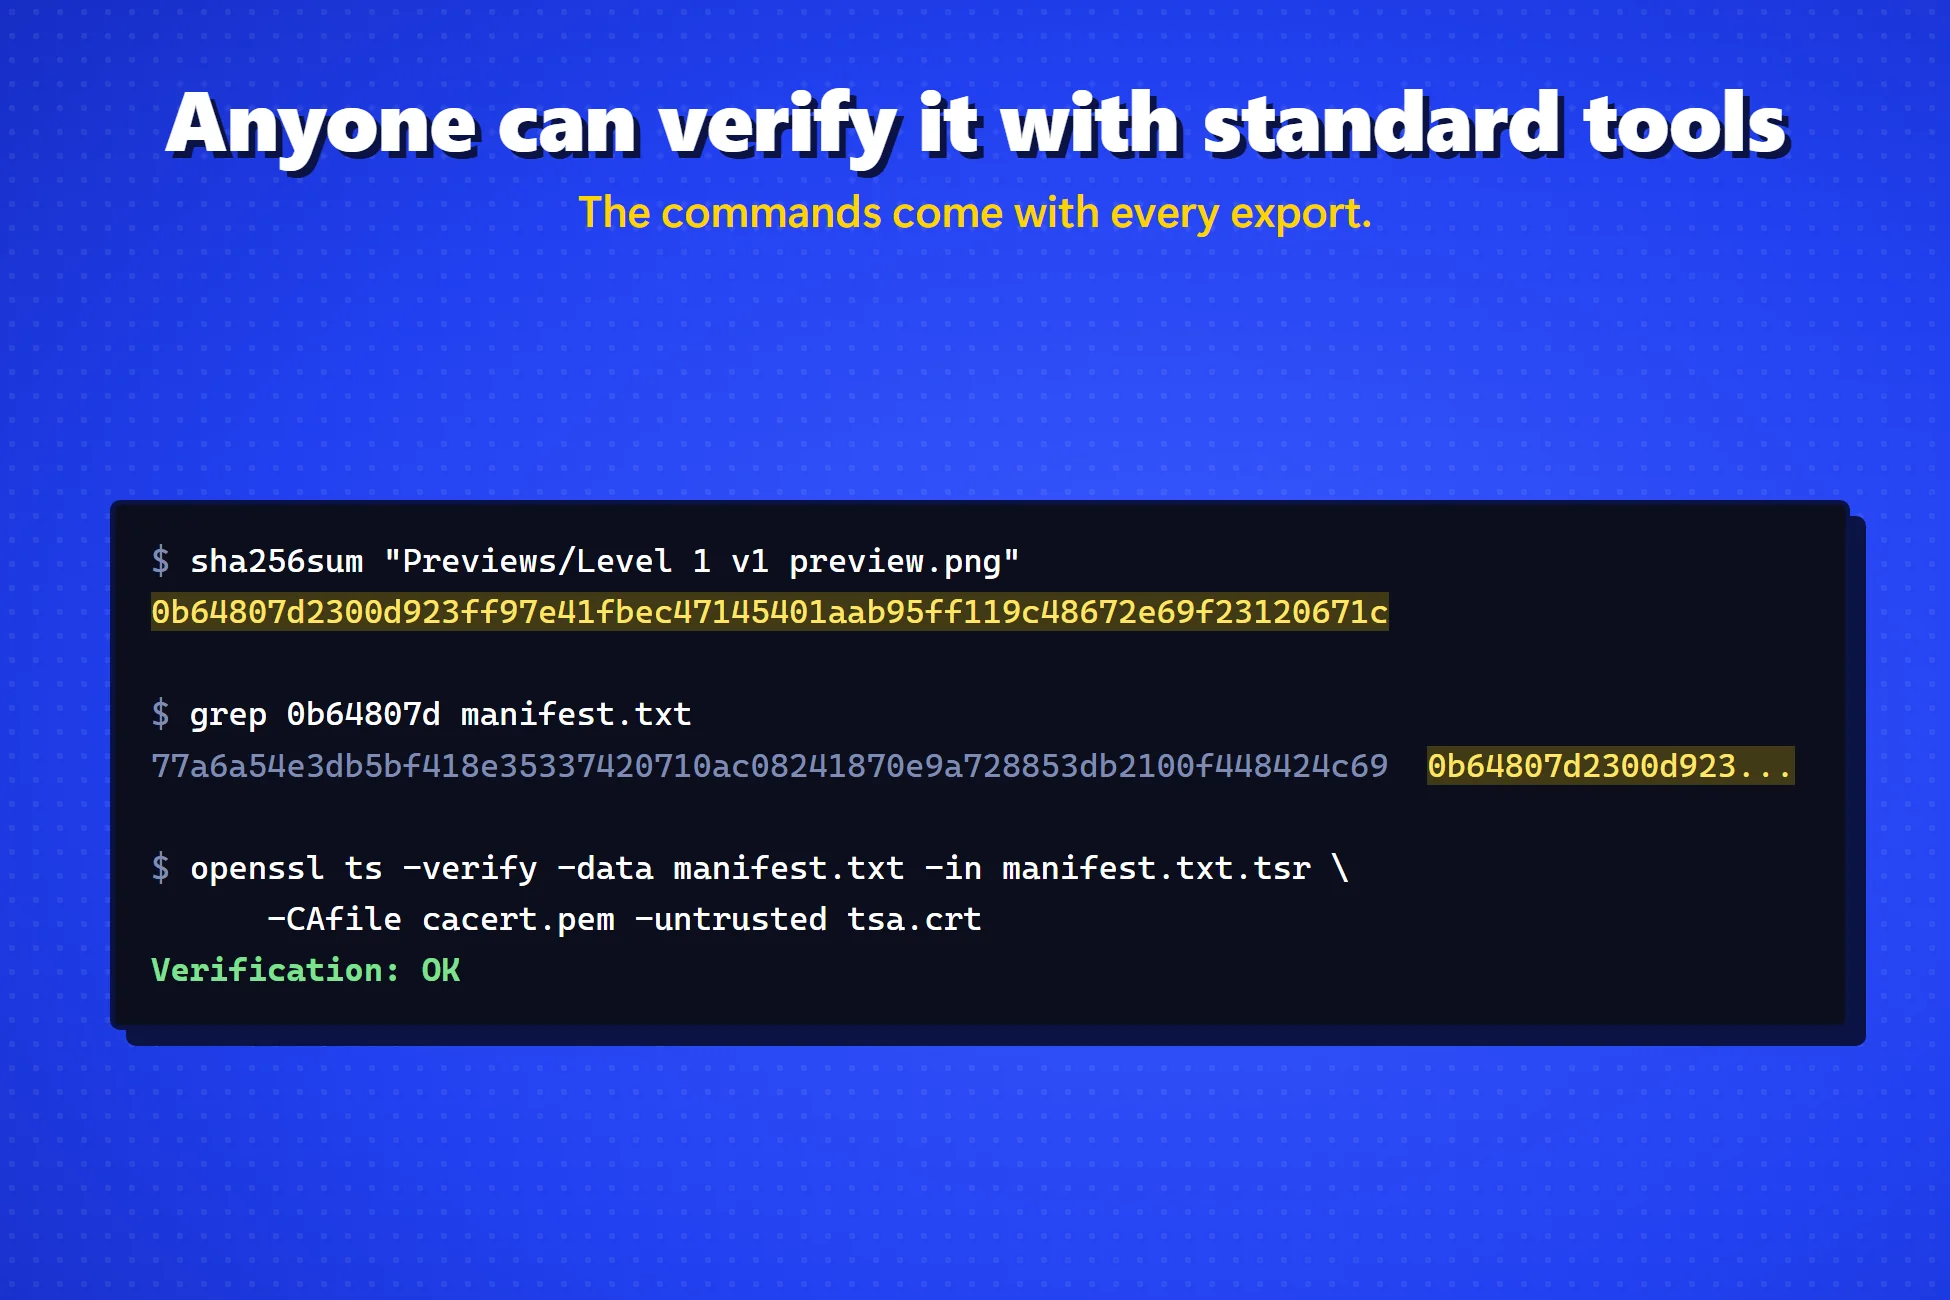 Anyone can verify it with standard tools
The commands come with every export.
$ sha256sum "Previews/Level 1 v1 preview.png"
0b64807d2300d923ff97e41fbec47145401aab95ff119c48672e69f23120671c
$ grep 0b64807d manifest.txt
77a6a54e3db5bf418e35337420710ac08241870e9a728853db2100f448424c69  0b64807d2300d923...
$ openssl ts -verify -data manifest.txt -in manifest.txt.tsr \
-CAfile cacert.pem -untrusted tsa.crt
Verification: OK